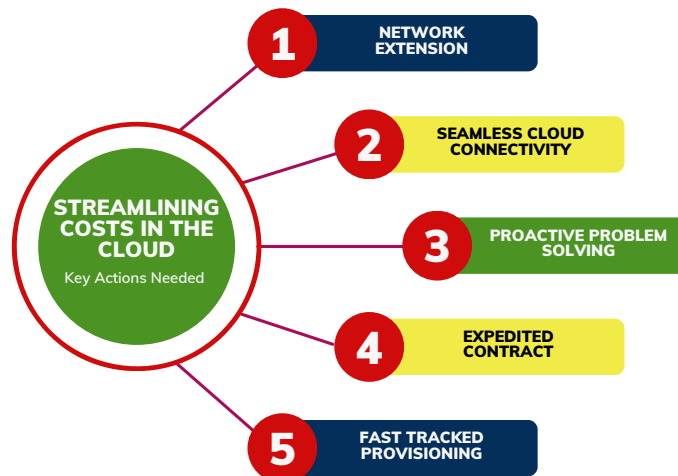 1
NETWORK
EXTENSION
2
SEAMLESS CLOUD
CONNECTIVITY
STREAMLINING
COSTS IN THE
CLOUD
Key Actions Needed
3
PROACTIVE PROBLEM
SOLVING
4
EXPEDITED
CONTRACT
5
FAST TRACKED
PROVISIONING